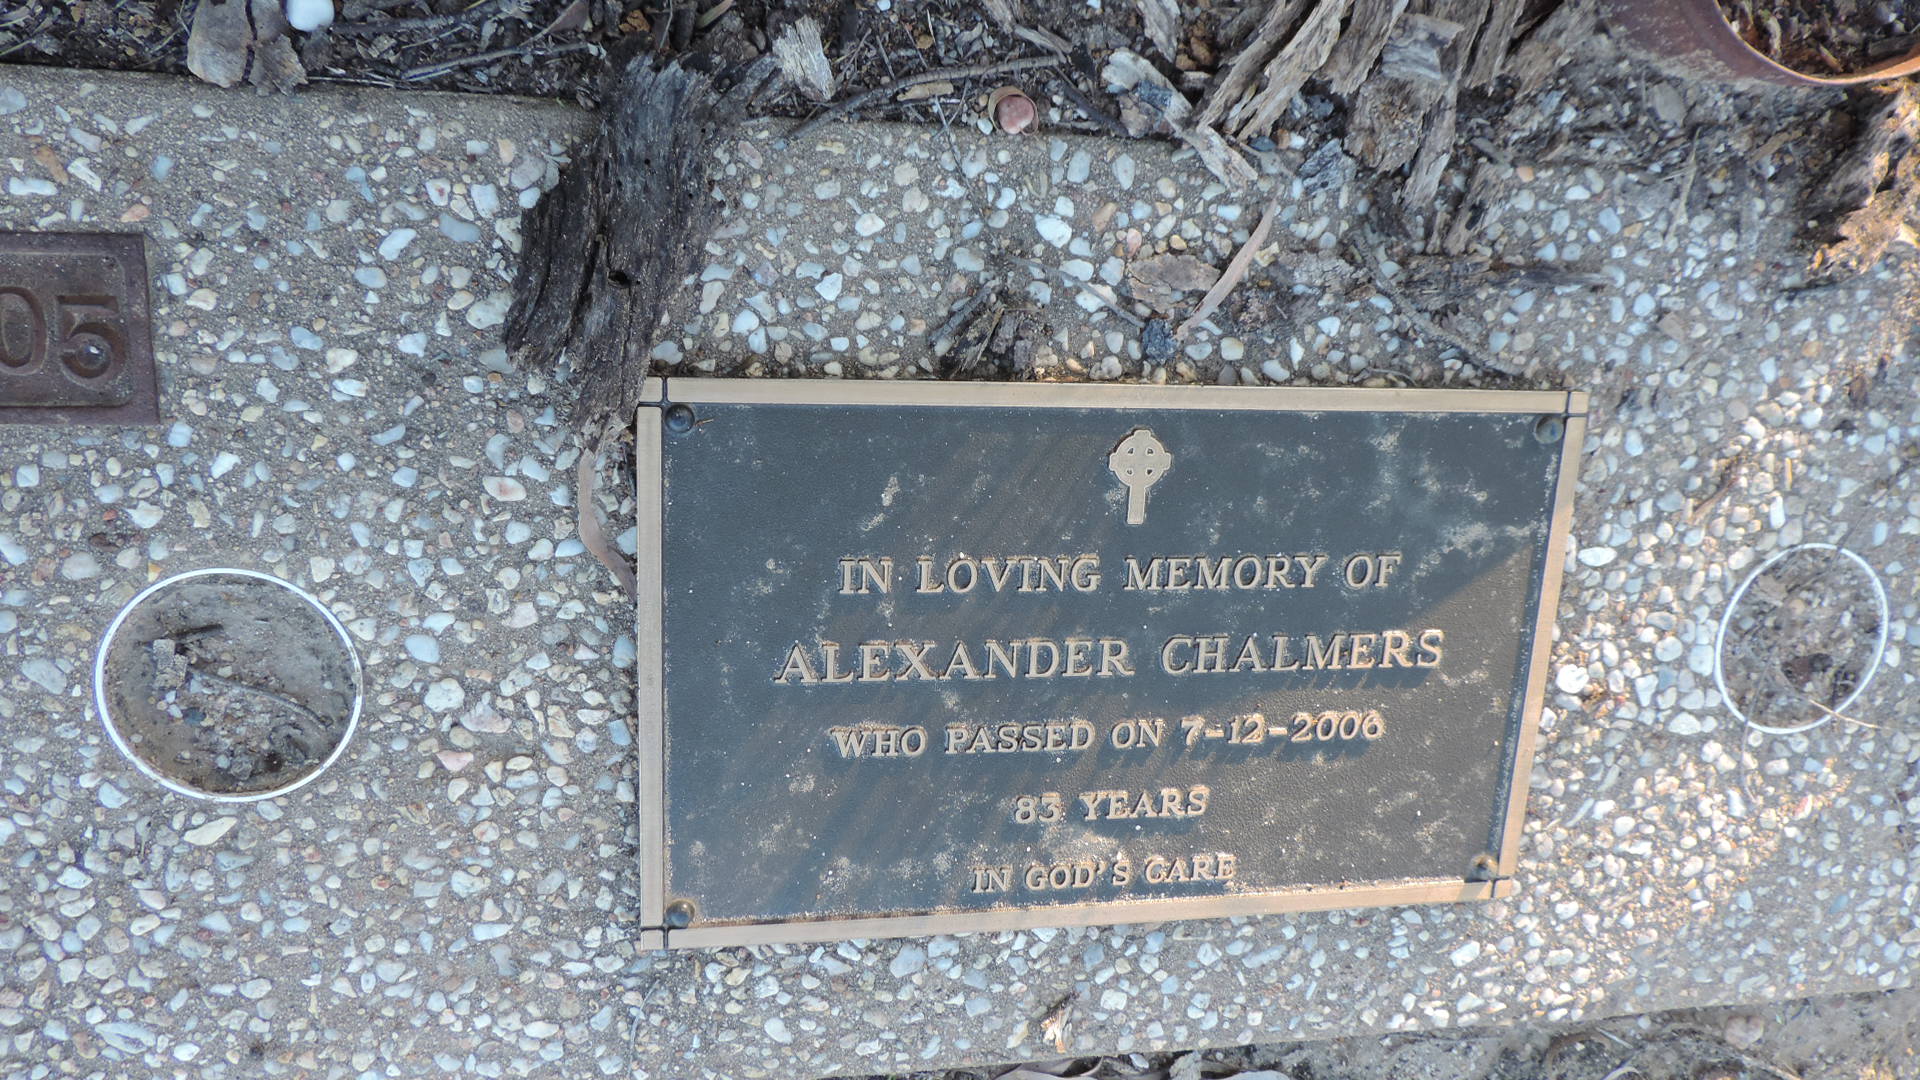 05
IN LOVING MEMORY OF
ALEXANDER CHALMERS
WHO PASSED ON 7-12-2006
83 YEARS
IN GOD'S CARE